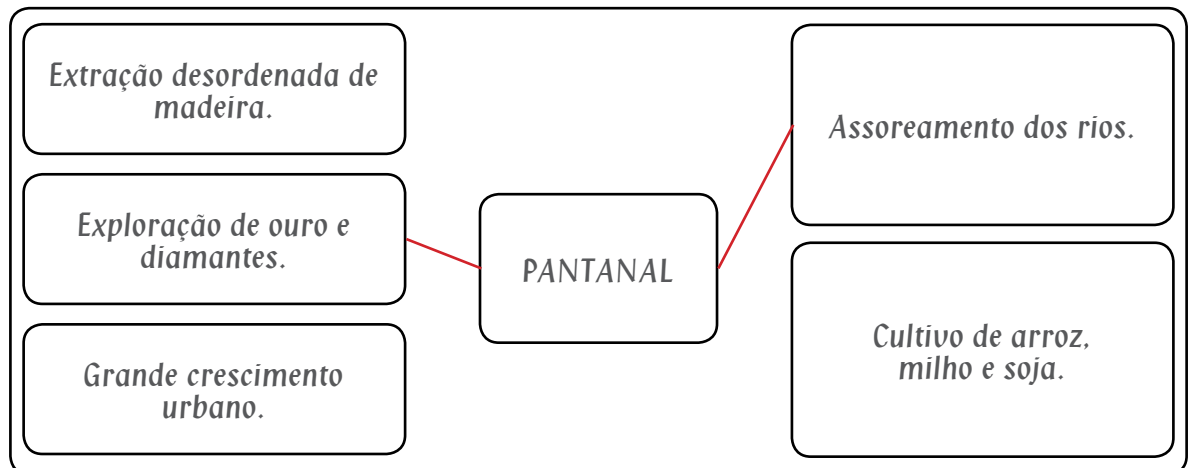 Extração desordenada de
madeira.
Exploração de ouro e
diamantes.
Grande crescimento
urbano.
PANTANAL
Assoreamento dos rios.
Cultivo de arroz,
milho e soja.